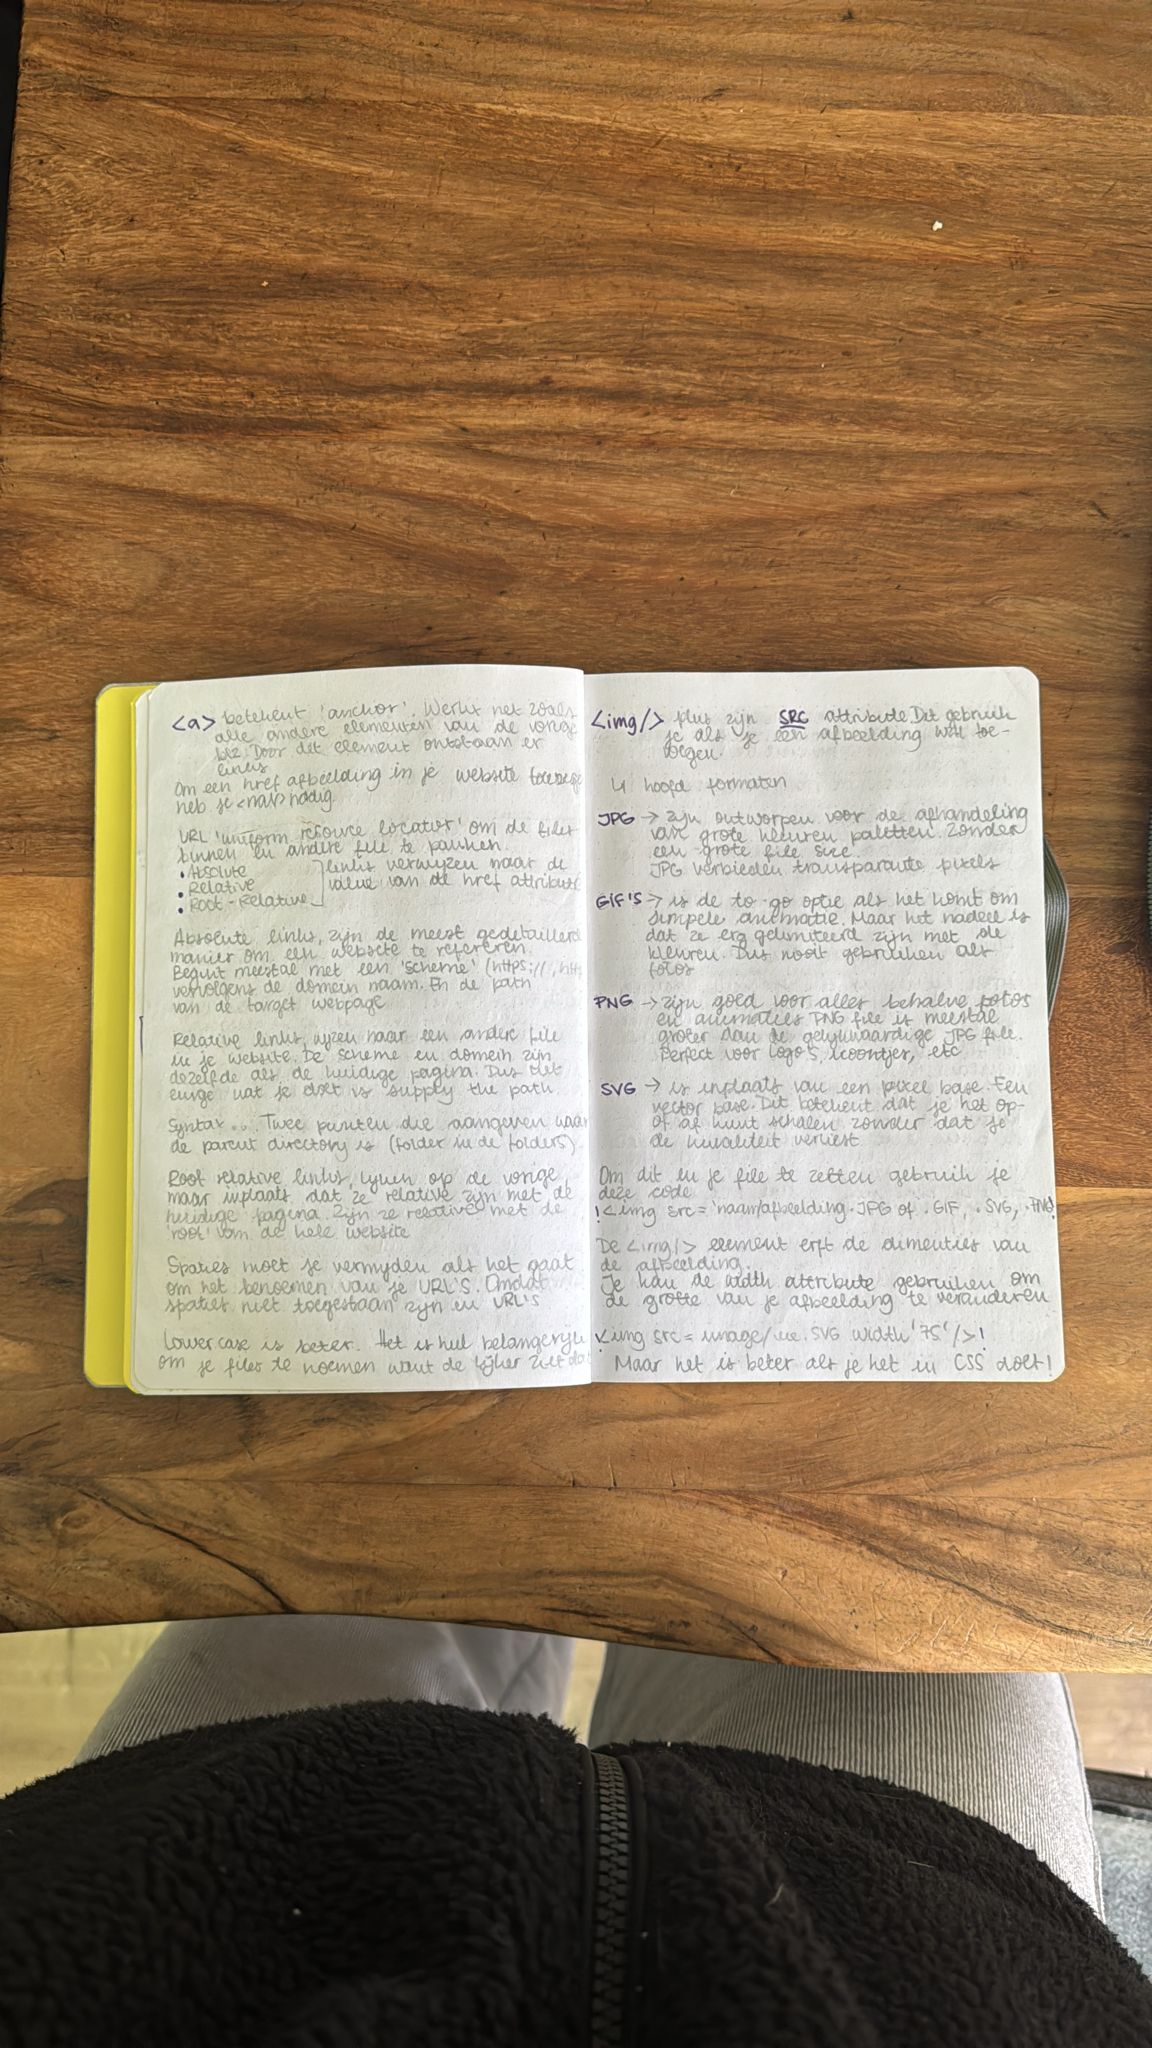 <a> betekent 'anchor'. Werkt net zoals
alle andere elementen van de vorige
blz. Door dit element ontstaan er
links
Om een href afbeelding in je website
heb je <nav> nodig
URL 'uniform resource locator' om de files
binnen en andere file te pakken.
• Absolute
• Relative
• Root-Relative
links verwijzen naar de
value van de href attribute
Absolute links, zijn de meest gedetailleerd
manier om een website te refereren.
Begint meestal met een 'scheme' (https://, htt
vervolgens de domein naam. En de path
van de target webpage
Relative links, wijzen naar een andere file
in je website. De scheme en domein zijn
dezelfde als de huidige pagina. Dus het
enige wat je doet is supply the path.
Syntax .. Twee punten die aangeven waar
de parent directory is (folder in de folders)
Root relative links, lijken op de vorige,
maar inplaats dat ze relative zijn met de
huidige pagina. Zijn ze relative met de
'root' van de hele website
Spaties moet je vermijden als het gaat
om het benoemen van je URL'S. Omdat
spaties niet toegestaan zijn in URL'S
Lowercase is beter. Het is heel belangerijk
om je files te noemen want de kijker ziet
<img/> plus zijn SRC attribute. Dit gebruik
je als je een afbeelding wil toe-
voegen.
4 hoofd formaten
JPG → zijn ontworpen voor de afhandeling
van grote kleuren paletten. Zonder
een grote file size.
JPG verbieden transparante pixels
GIF'S → is de to-go optie als het komt om
simpele animatie. Maar het nadeel is
dat ze erg gelimiteerd zijn met de
kleuren. Dus nooit gebruiken als
fotos
PNG → zijn goed voor alles behalve fotos
en animaties PNG file is meestal
groter dan de gelijkwaardige JPG file.
Perfect voor logo's, icoontjes, etc
SVG → is inplaats van een pixel base. Een
vector base. Dit betekent dat je het op-
of af kunt schalen zonder dat je
de kwaliteit verliest.
Om dit in je file te zetten gebruik je
deze code
!<img src='naam/afbeelding.JPG of .GIF, .SVG, .PNG!
De <img/> element erft de dimenties van
de afbeelding.
Je kan de width attribute gebruiken om
de grotte van je afbeelding te veranderen
<img src = image/ .SVG width '75'/>!
Maar het is beter als je het in CSS doet!